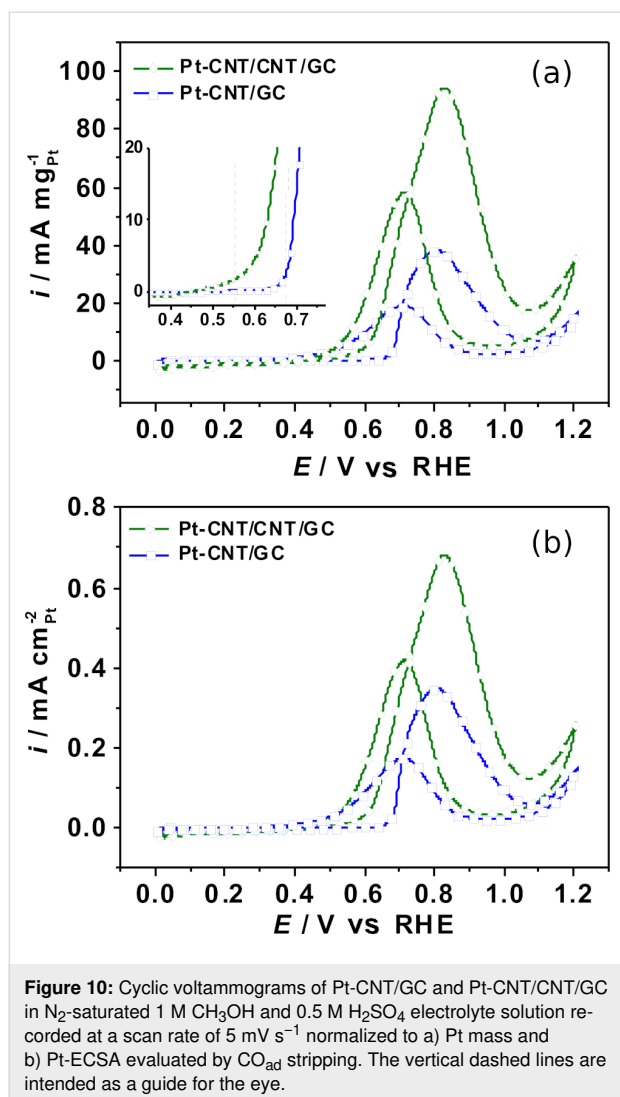 Pt-CNT/CNT/GC
Pt-CNT/GC
(a)
100
80
60
40
20
0
i / mA mg⁻¹Pt
20
10
0
0.4 0.5 0.6 0.7
0.0 0.2 0.4 0.6 0.8 1.0 1.2
E / V vs RHE
Pt-CNT/CNT/GC
Pt-CNT/GC
(b)
0.8
0.6
0.4
0.2
0.0
i / mA cm⁻²Pt
0.0 0.2 0.4 0.6 0.8 1.0 1.2
E / V vs RHE
Figure 10: Cyclic voltammograms of Pt-CNT/GC and Pt-CNT/CNT/GC
in N₂-saturated 1 M CH₃OH and 0.5 M H₂SO₄ electrolyte solution re-
corded at a scan rate of 5 mV s⁻¹ normalized to a) Pt mass and
b) Pt-ECSA evaluated by COad stripping. The vertical dashed lines are
intended as a guide for the eye.